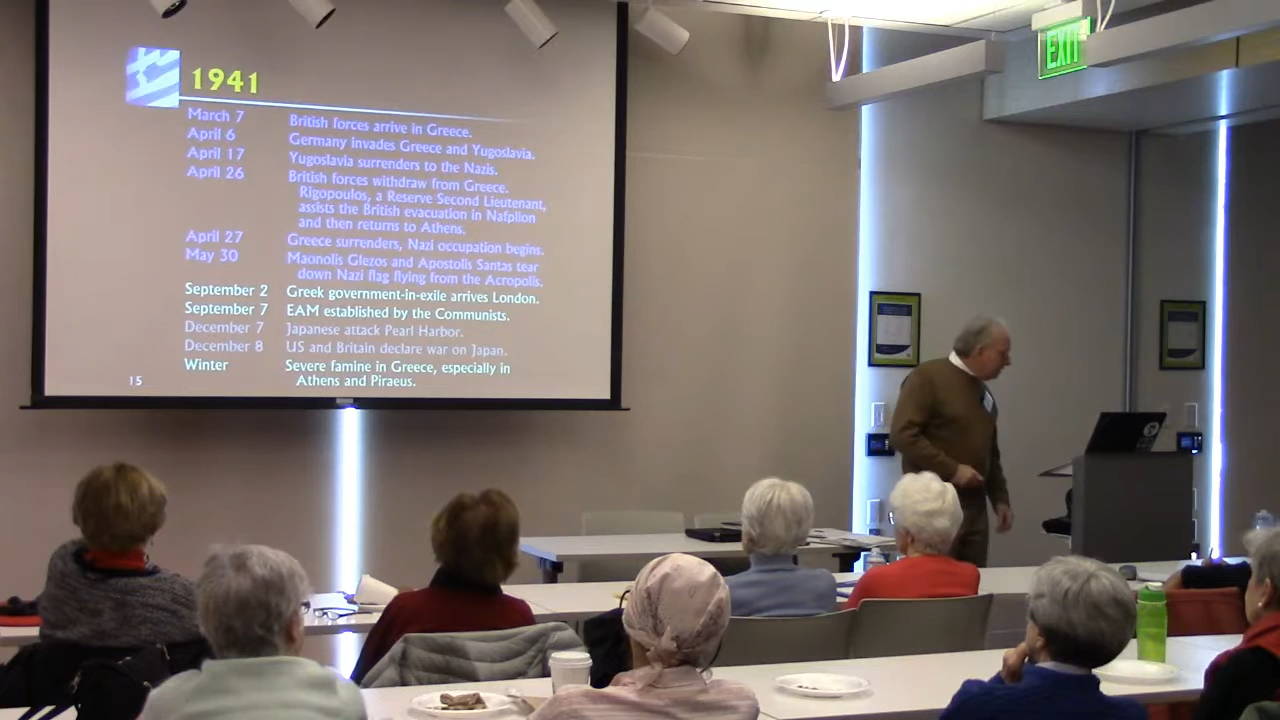 EXIT
1941
March 7 British forces arrive in Greece.
April 6 Germany invades Greece and Yugoslavia.
April 17 Yugoslavia surrenders to the Nazis.
April 26 British forces withdraw from Greece.
Rigopoulos, a Reserve Second Lieutenant,
assists the British evacuation in Nafplion
and then returns to Athens.
April 27 Greece surrenders, Nazi occupation begins.
May 30 Maonolis Glezos and Apostolis Santas tear
down Nazi flag flying from the Acropolis.
September 2 Greek government-in-exile arrives London.
September 7 EAM established by the Communists.
December 7 Japanese attack Pearl Harbor.
December 8 US and Britain declare war on Japan.
Winter Severe famine in Greece, especially in
Athens and Piraeus.
15